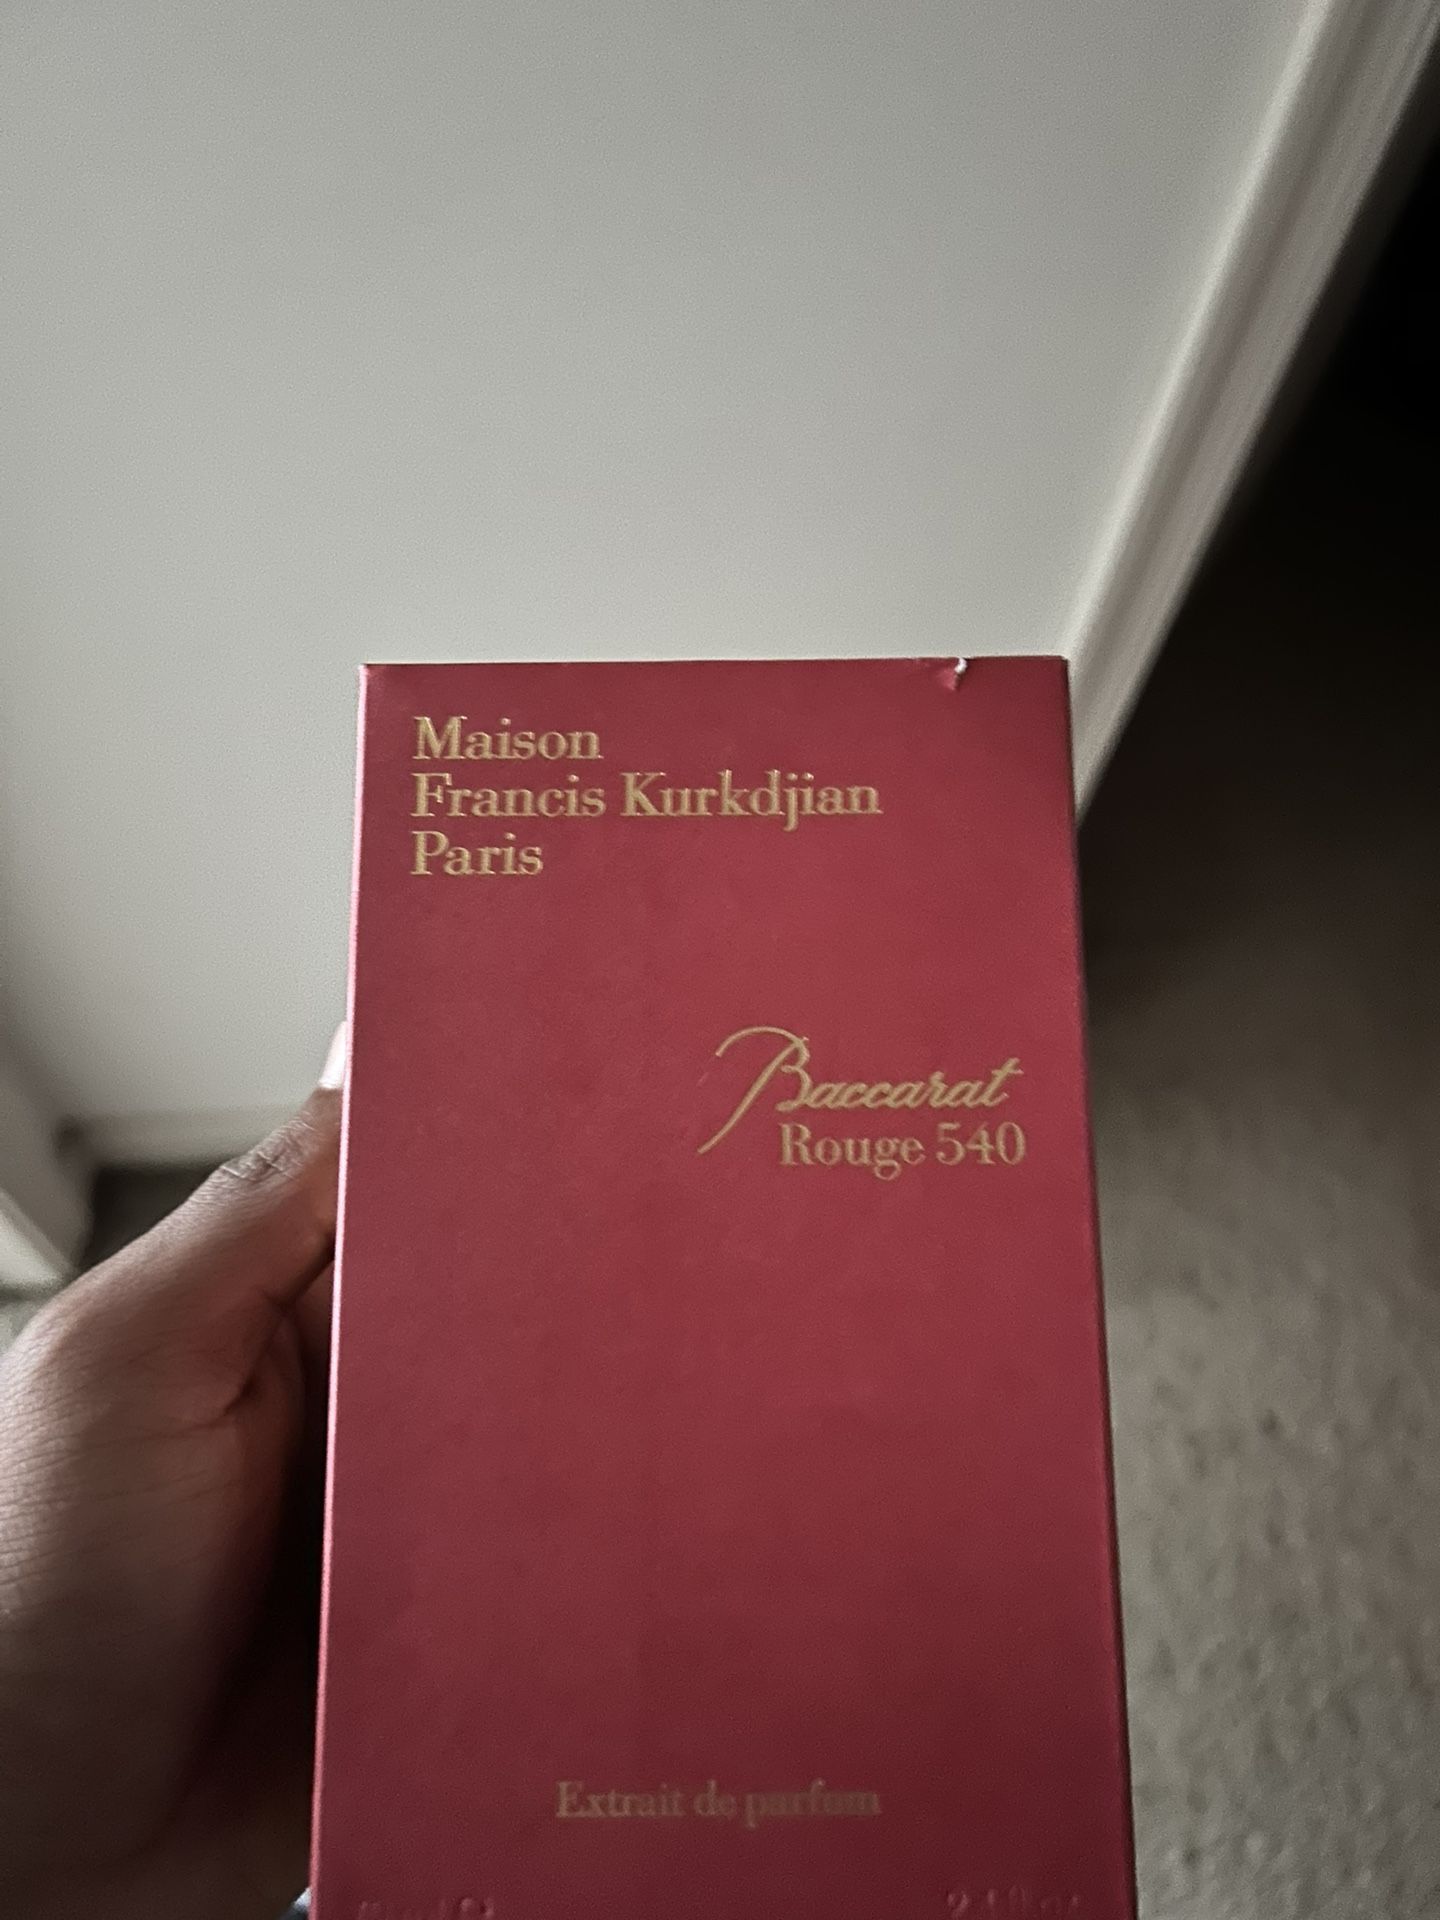 Maison
Francis Kurkdjian
Paris
Baccarat
Rouge 540
Extrait de parfum